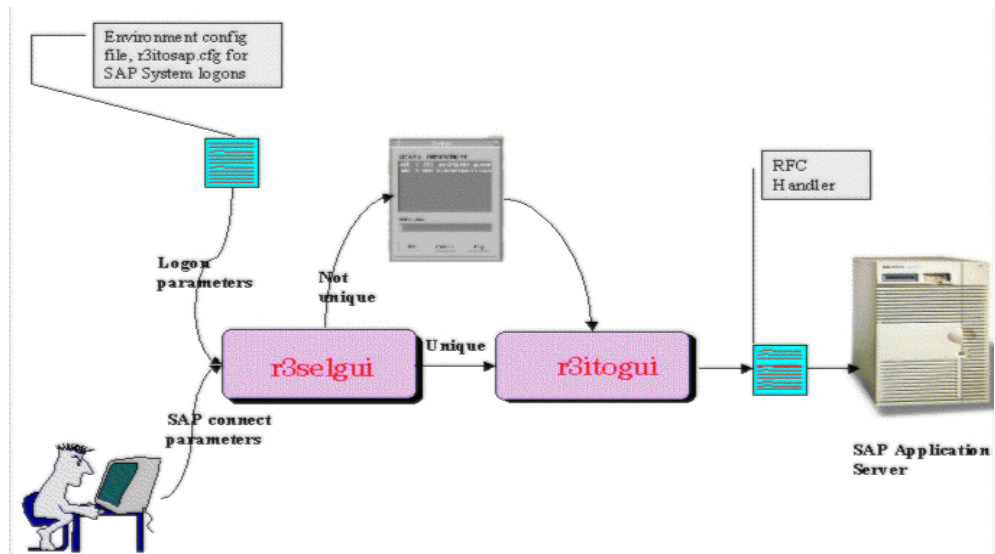 Environment config
file, r3itosap.cfg for
SAP System logons
RFC
Handler
Logon
parameters
Not
unique
Unique
r3selgui
r3itogui
SAP connect
parameters
SAP Application
Server